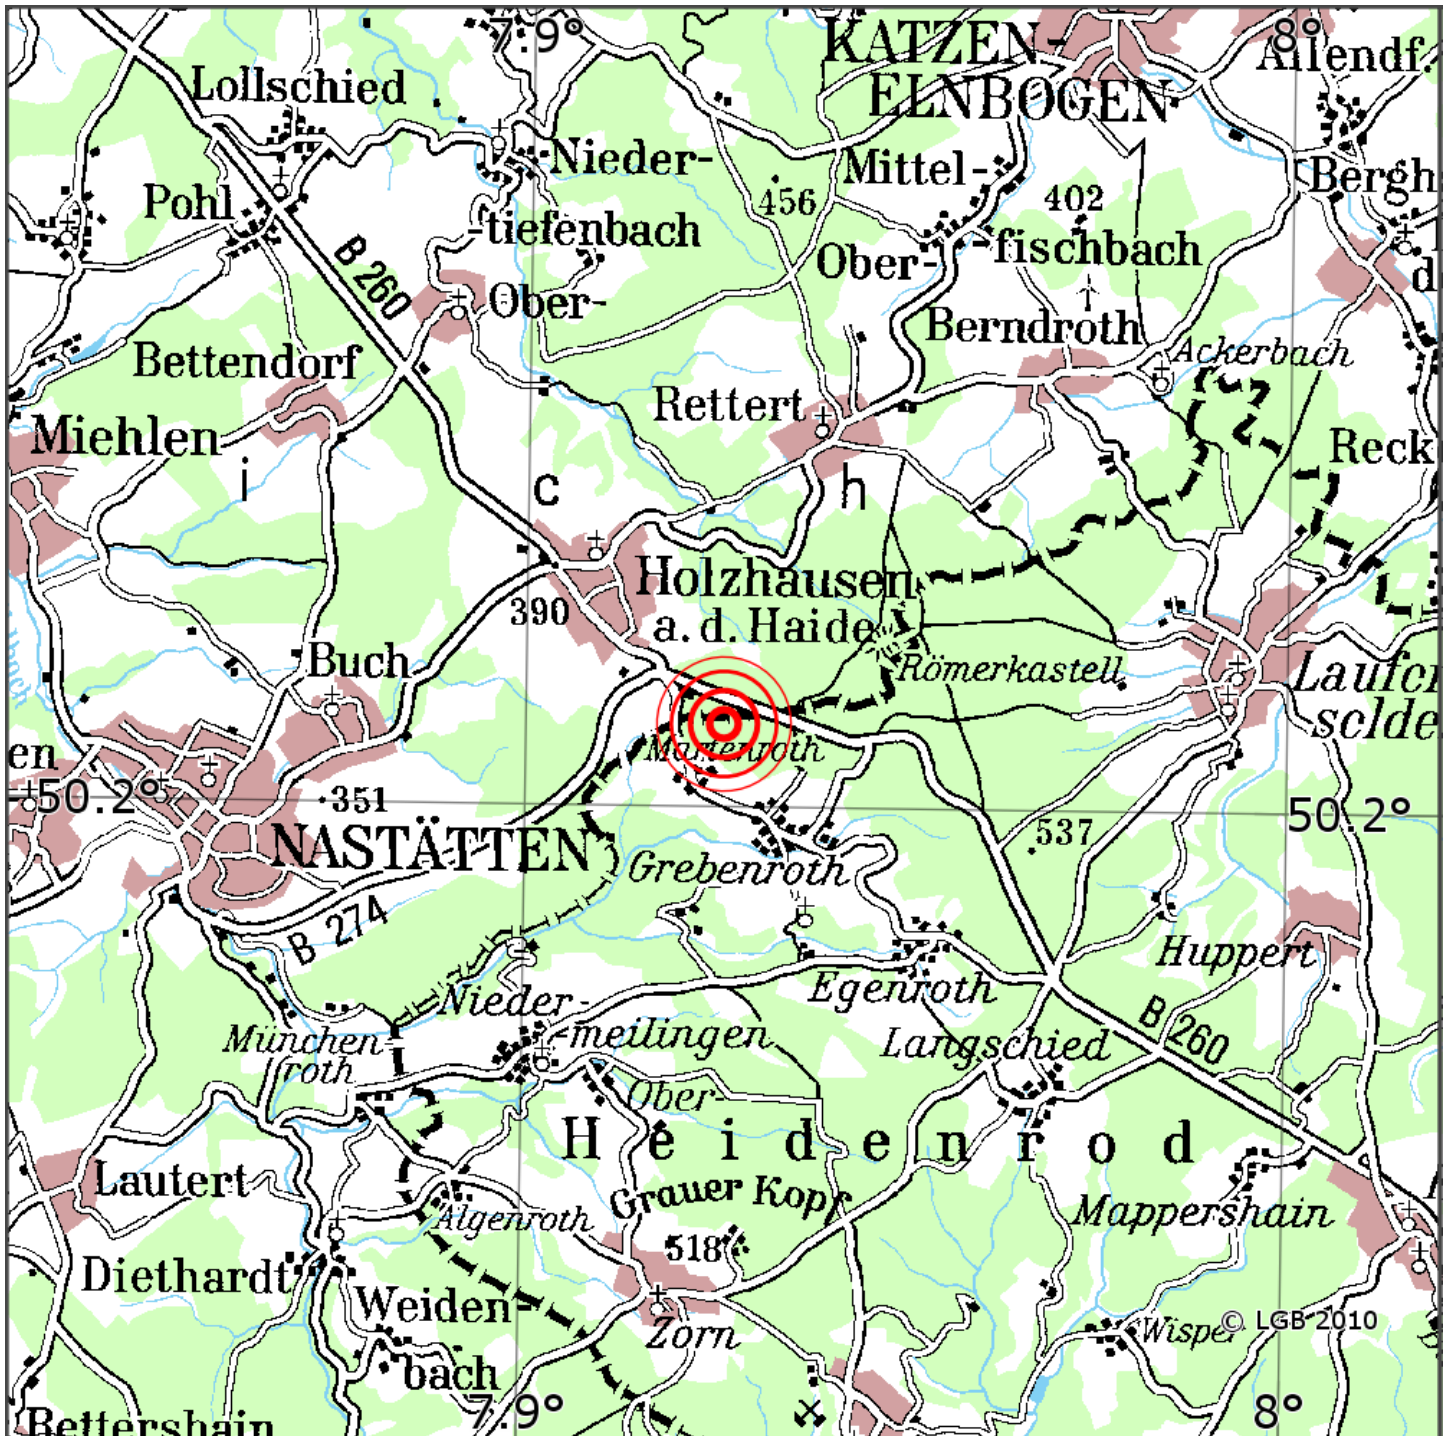 7.9°
KATZEN-
8°
Allendf.
Lollschied
ELNBOGEN
Nieder-
Mittel-
Bergh
Pohl
456
402
-tiefenbach
-fischbach
B 260
Ober-
d
Ober-
Berndroth
Bettendorf
Ackerbach
Rettert
Miehlen
Reck
i
c
h
Holzhausen
390
a. d. Haide
Buch
Römerkastell
Laufen
selde
Martenroth
en
50.2°
351
50.2°
537
NASTÄTTEN
Grebenroth
B 274
Huppert
Egenroth
Nieder-
B 260
München-
-meilingen
Langschied
roth
Ober-
Heidenrod
Lautert
Grauer Kopf
Algenroth
Mappershain
518
Diethardt
Weiden-
© LGB 2010
Zorn
Wisper
bach
7.9°
8°
Bettershain